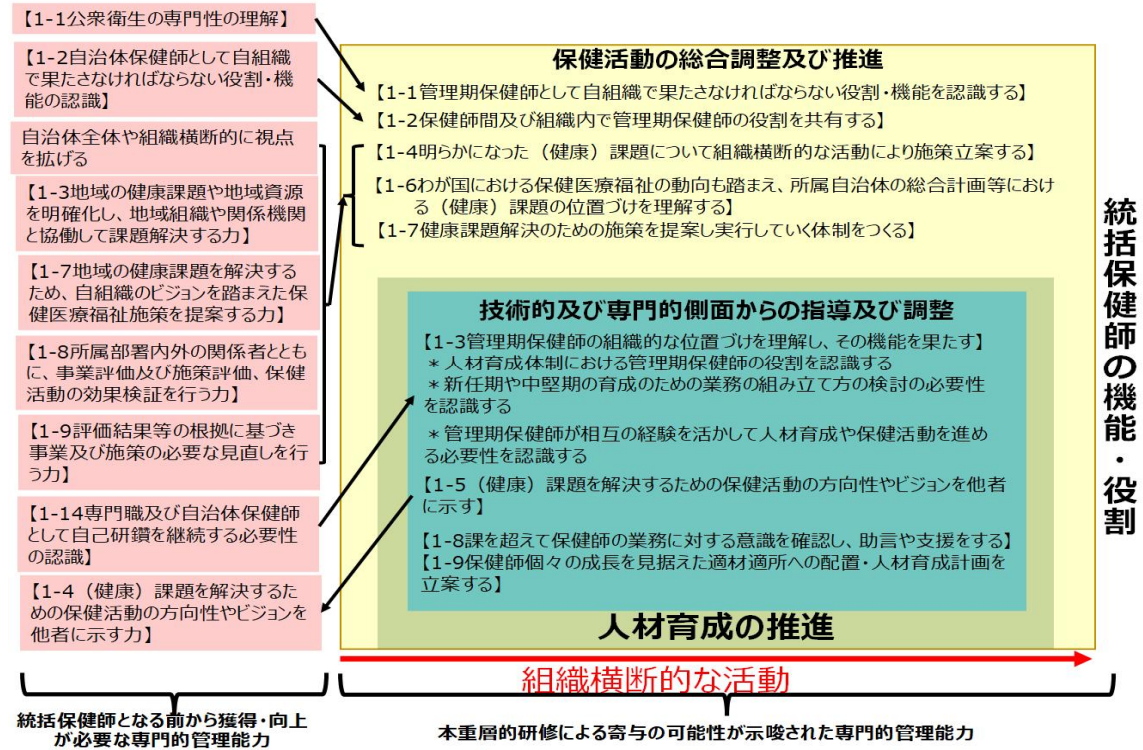 【1-1公衆衛生の専門性の理解】
【1-2自治体保健師として自組織
で果たさなければならない役割・機
能の認識】
自治体全体や組織横断的に視点
を拡げる
【1-3地域の健康課題や地域資源
を明確化し、地域組織や関係機関
と協働して課題解決する力】
【1-7地域の健康課題を解決する
ため、自組織のビジョンを踏まえた保
健医療福祉施策を提案する力】
【1-8所属部署内外の関係者ととも
に、事業評価及び施策評価、保健
活動の効果検証を行う力】
【1-9評価結果等の根拠に基づき
事業及び施策の必要な見直しを行
う力】
【1-14専門職及び自治体保健師
として自己研鑽を継続する必要性
の認識】
【1-4（健康）課題を解決するた
めの保健活動の方向性やビジョンを
他者に示す力】
統括保健師となる前から獲得・向上
が必要な専門的管理能力
保健活動の総合調整及び推進
【1-1管理期保健師として自組織で果たさなければならない役割・機能を認識する】
【1-2保健師間及び組織内で管理期保健師の役割を共有する】
【1-4明らかになった（健康）課題について組織横断的な活動により施策立案する】
【1-6わが国における保健医療福祉の動向も踏まえ、所属自治体の総合計画等におけ
る（健康）課題の位置づけを理解する】
【1-7健康課題解決のための施策を提案し実行していく体制をつくる】
技術的及び専門的側面からの指導及び調整
【1-3管理期保健師の組織的な位置づけを理解し、その機能を果たす】
＊人材育成体制における管理期保健師の役割を認識する
＊新任期や中堅期の育成のための業務の組み立て方の検討の必要性
を認識する
＊管理期保健師が相互の経験を活かして人材育成や保健活動を進め
る必要性を認識する
【1-5（健康）課題を解決するための保健活動の方向性やビジョンを他者
に示す】
【1-8課を超えて保健師の業務に対する意識を確認し、助言や支援をする】
【1-9保健師個々の成長を見据えた適材適所への配置・人材育成計画を
立案する】
人材育成の推進
組織横断的な活動
本重層的研修による寄与の可能性が示唆された専門的管理能力
統括保健師の機能・役割